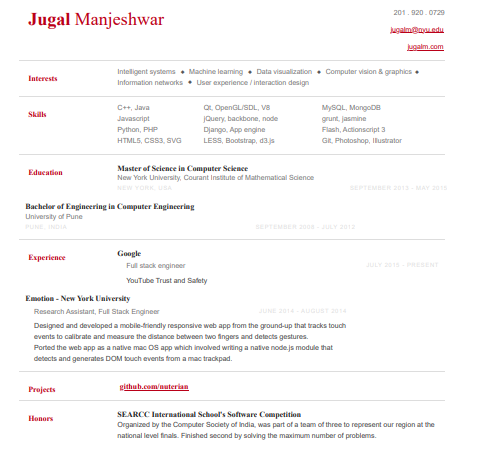 Jugal Manjeshwar
201 . 920 . 0729
jugalm@nyu.edu
jugalm.com
Interests
Intelligent systems ● Machine learning ● Data visualization ● Computer vision & graphics ●
Information networks ● User experience / interaction design
Skills
C++, Java Qt, OpenGL/SDL, V8 MySQL, MongoDB
Javascript jQuery, backbone, node grunt, jasmine
Python, PHP Django, App engine Flash, Actionscript 3
HTML5, CSS3, SVG LESS, Bootstrap, d3.js Git, Photoshop, Illustrator
Education
Master of Science in Computer Science
New York University, Courant Institute of Mathematical Science
NEW YORK, USA SEPTEMBER 2013 - MAY 2015
Bachelor of Engineering in Computer Engineering
University of Pune
PUNE, INDIA SEPTEMBER 2008 - JULY 2012
Experience
Google
Full stack engineer JULY 2015 - PRESENT
YouTube Trust and Safety
Emotion - New York University
Research Assistant, Full Stack Engineer JUNE 2014 - AUGUST 2014
Designed and developed a mobile-friendly responsive web app from the ground-up that tracks touch
events to calibrate and measure the distance between two fingers and detects gestures.
Ported the web app as a native mac OS app which involved writing a native node.js module that
detects and generates DOM touch events from a mac trackpad.
Projects
github.com/nuterian
Honors
SEARCC International School's Software Competition
Organized by the Computer Society of India, was part of a team of three to represent our region at the
national level finals. Finished second by solving the maximum number of problems.